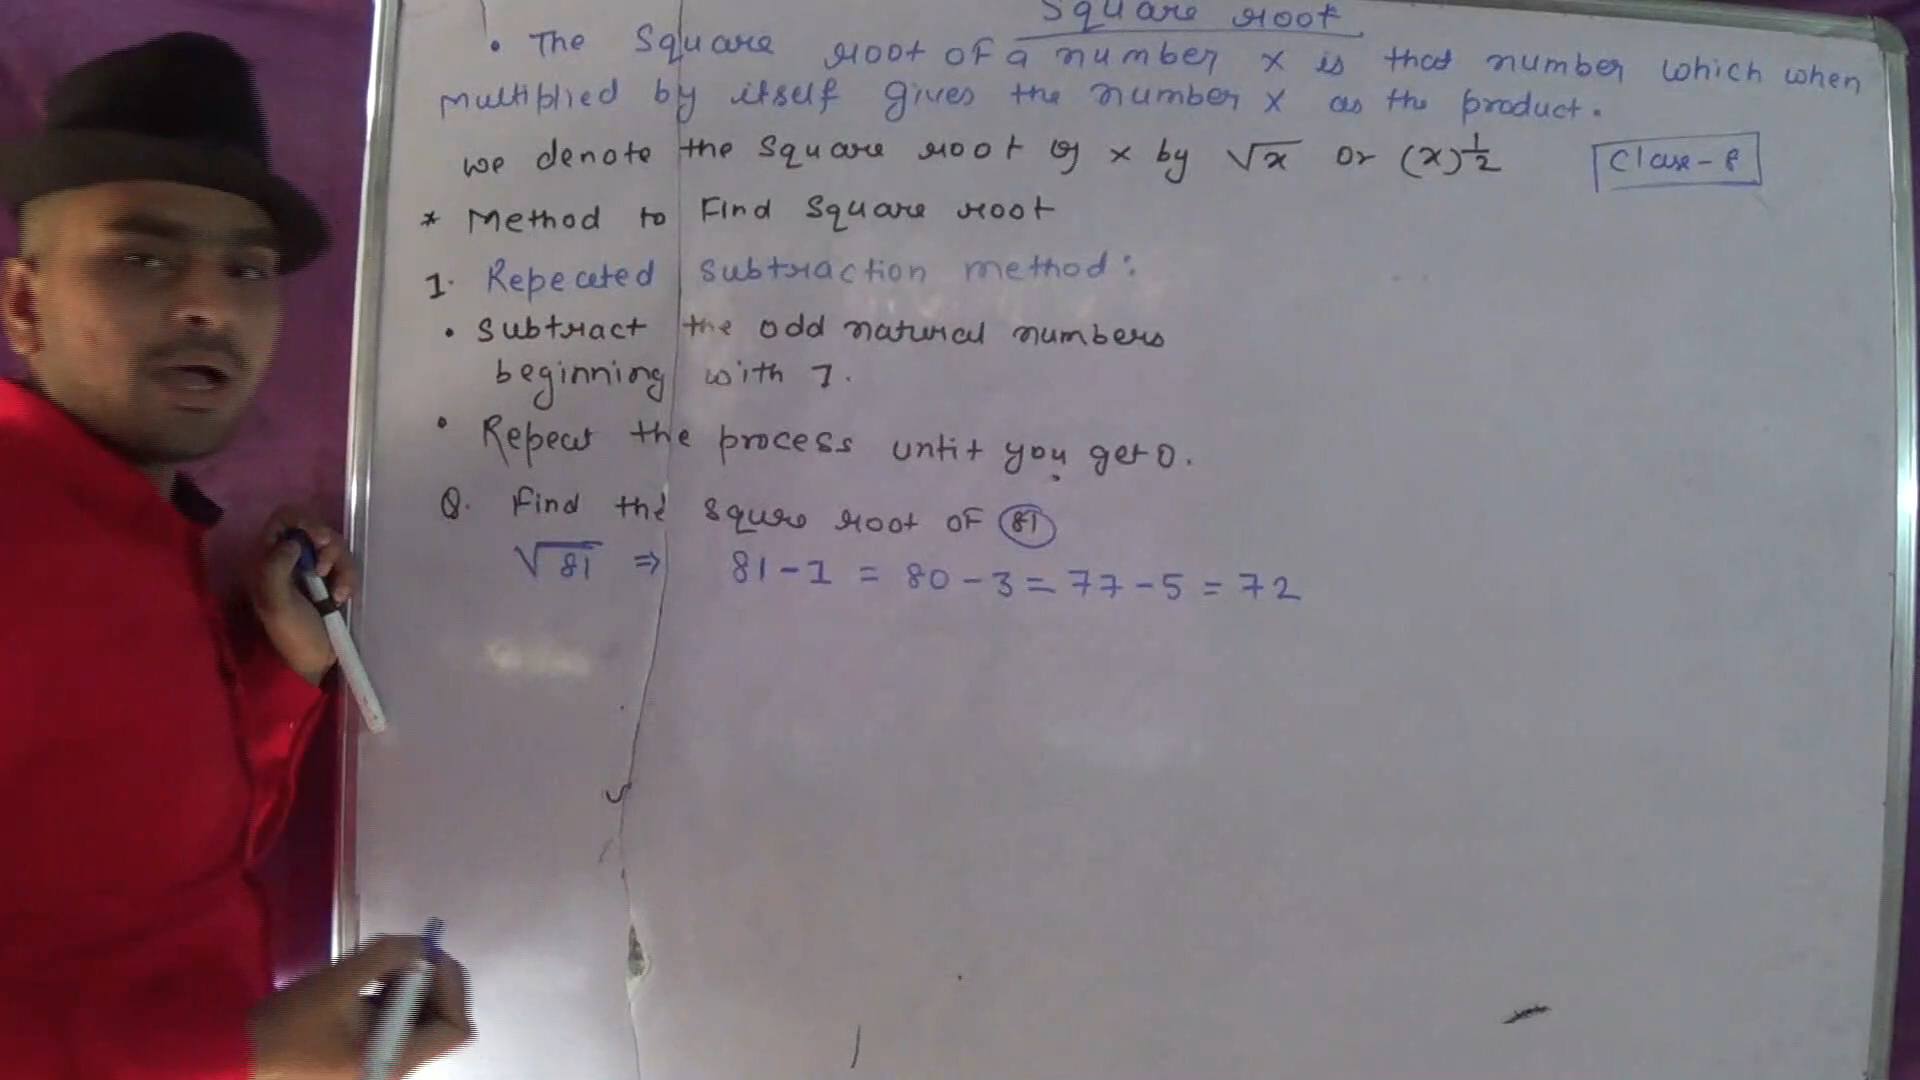 Square root
• The Square root of a number x is that number which when
multiplied by itself gives the number x as the product.
we denote the square root of x by √x or (x)^1/2
Class-8
* Method to Find Square root
1. Repeated subtraction method:
• Subtract the odd natural numbers
beginning with 1.
• Repeat the process until you get 0.
Q. Find the squre root of 81
√81 ⇒ 81-1 = 80-3 = 77-5 = 72